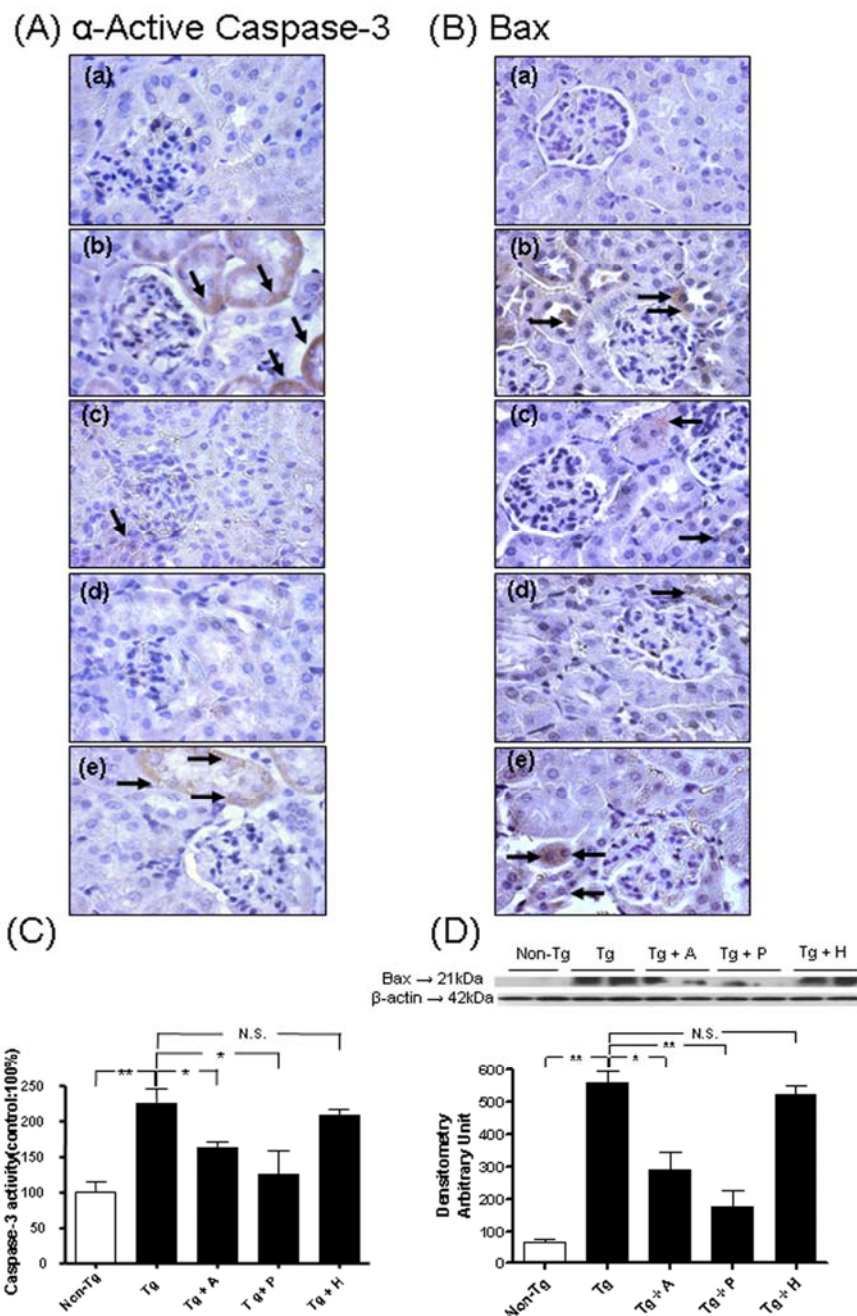 (A) α-Active Caspase-3
(B) Bax
(a)
(b)
(c)
(d)
(e)
(a)
(b)
(c)
(d)
(e)
(C)
N.S.
*
** *
Caspase-3 activity(control:100%)
250
200
150
100
50
0
Non-Tg Tg Tg + A Tg + P Tg + H
(D)
Non-Tg Tg Tg + A Tg + P Tg + H
Bax → 21kDa
β-actin → 42kDa
N.S.
**
** *
Densitometry
Arbitrary Unit
600
500
400
300
200
100
0
Non-Tg Tg Tg + A Tg + P Tg + H